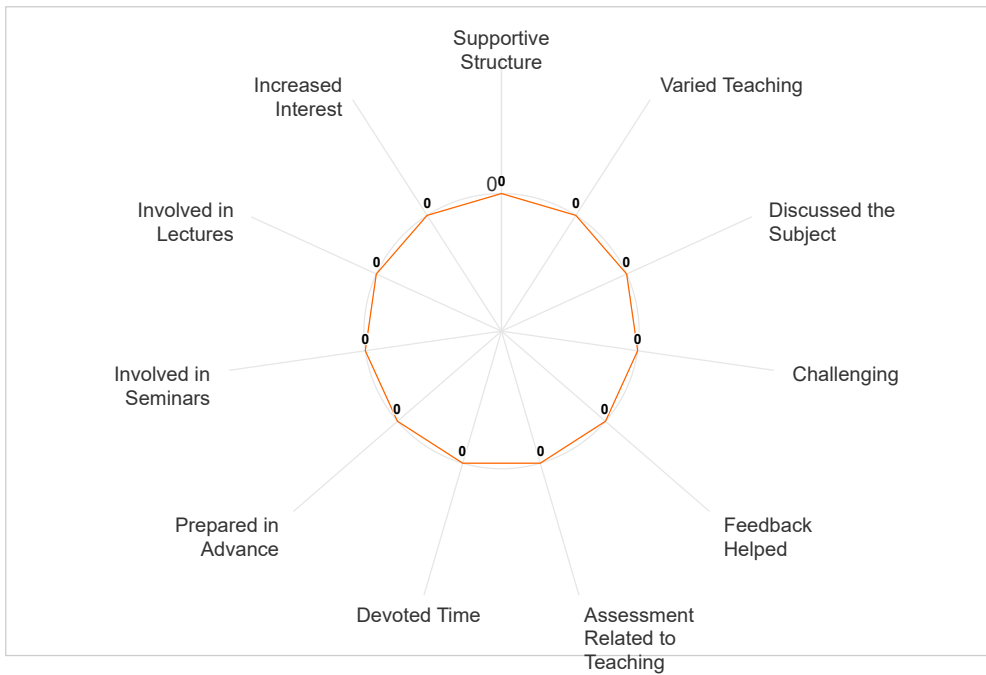 Supportive
Structure
Increased
Interest
Varied Teaching
0
0
0
0
Involved in
Lectures
Discussed the
Subject
0
0
Involved in
Seminars
0
0
Challenging
0
0
0
0
Prepared in
Advance
Feedback
Helped
Devoted Time
Assessment
Related to
Teaching